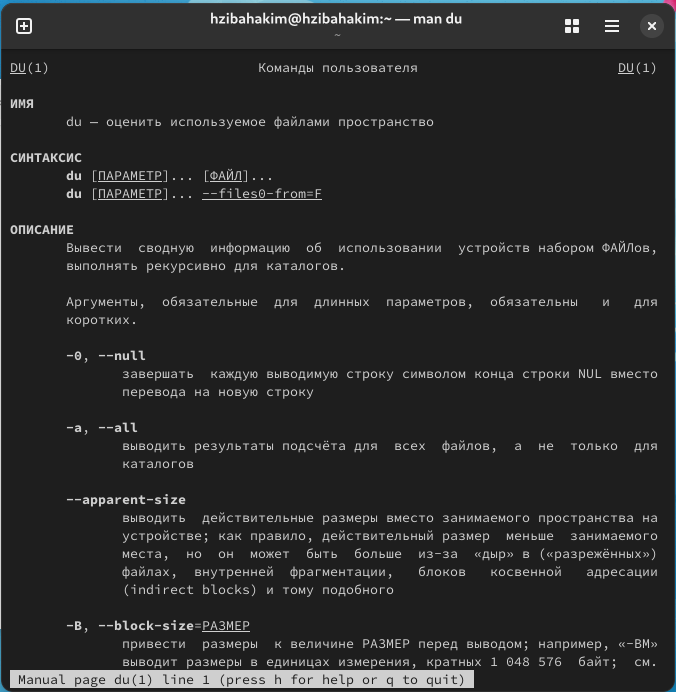 hzibahakim@hzibahakim:~ — man du
~
DU(1) Команды пользователя DU(1)
ИМЯ
du — оценить используемое файлами пространство
СИНТАКСИС
du [ПАРАМЕТР]... [ФАЙЛ]...
du [ПАРАМЕТР]... --files0-from=F
ОПИСАНИЕ
Вывести сводную информацию об использовании устройств набором ФАЙЛов,
выполнять рекурсивно для каталогов.
Аргументы, обязательные для длинных параметров, обязательны и для
коротких.
-0, --null
завершать каждую выводимую строку символом конца строки NUL вместо
перевода на новую строку
-a, --all
выводить результаты подсчёта для всех файлов, а не только для
каталогов
--apparent-size
выводить действительные размеры вместо занимаемого пространства на
устройстве; как правило, действительный размер меньше занимаемого
места, но он может быть больше из-за «дыр» в («разрежённых»)
файлах, внутренней фрагментации, блоков косвенной адресации
(indirect blocks) и тому подобного
-B, --block-size=РАЗМЕР
привести размеры к величине РАЗМЕР перед выводом; например, «-BM»
выводит размеры в единицах измерения, кратных 1 048 576 байт; см.
Manual page du(1) line 1 (press h for help or q to quit)